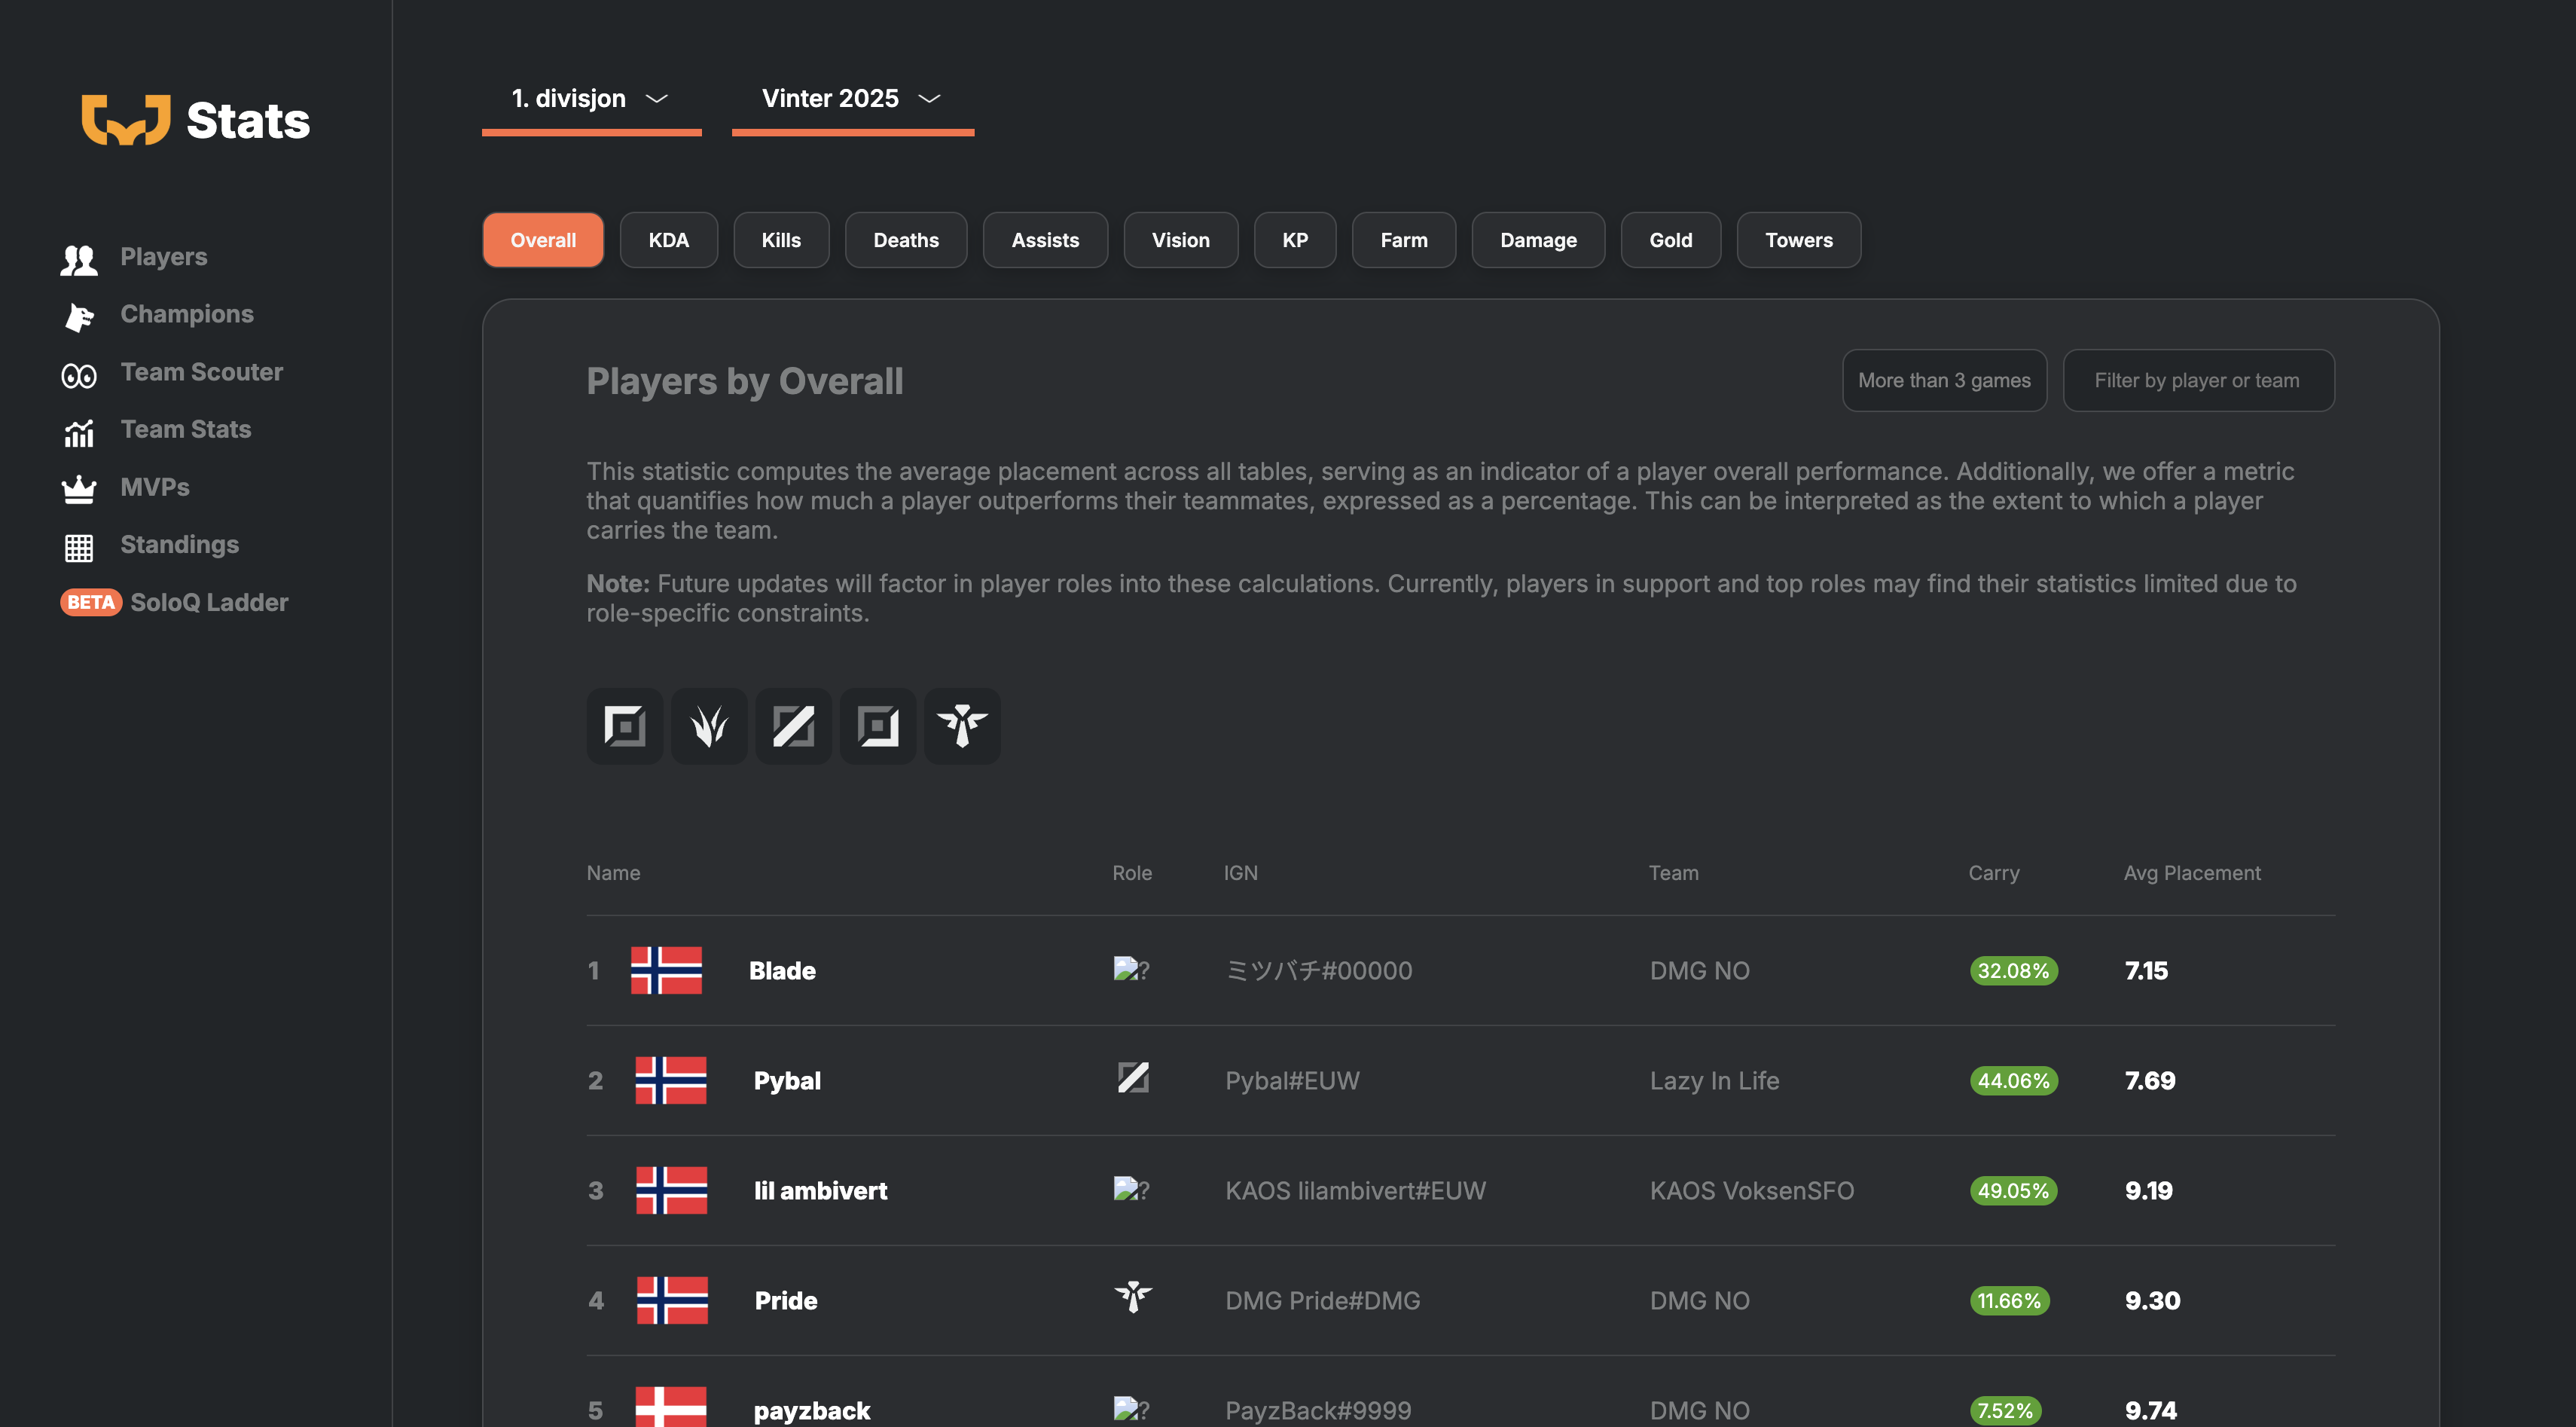 Stats
Players
Champions
Team Scouter
Team Stats
MVPs
Standings
BETA SoloQ Ladder
1. divisjon
Vinter 2025
Overall KDA Kills Deaths Assists Vision KP Farm Damage Gold Towers
Players by Overall
More than 3 games
Filter by player or team
This statistic computes the average placement across all tables, serving as an indicator of a player overall performance. Additionally, we offer a metric
that quantifies how much a player outperforms their teammates, expressed as a percentage. This can be interpreted as the extent to which a player
carries the team.
Note: Future updates will factor in player roles into these calculations. Currently, players in support and top roles may find their statistics limited due to
role-specific constraints.
Name Role IGN Team Carry Avg Placement
1 Blade ? ミツバチ#00000 DMG NO 32.08% 7.15
2 Pybal Pybal#EUW Lazy In Life 44.06% 7.69
3 lil ambivert ? KAOS lilambivert#EUW KAOS VoksenSFO 49.05% 9.19
4 Pride DMG Pride#DMG DMG NO 11.66% 9.30
5 payzback ? PayzBack#9999 DMG NO 7.52% 9.74